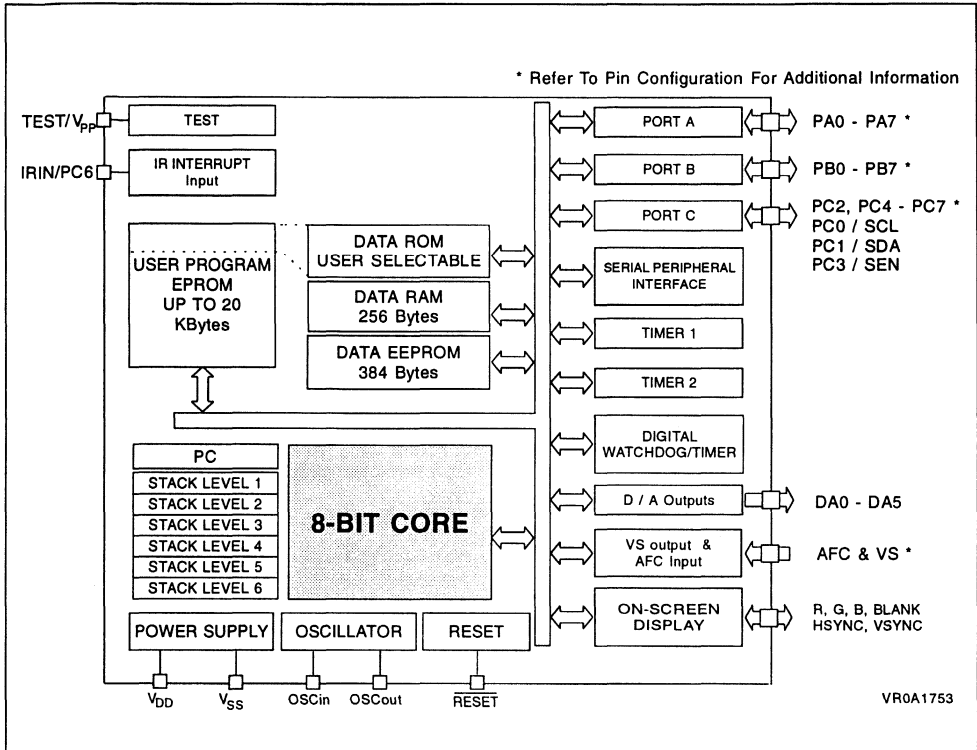 * Refer To Pin Configuration For Additional Information
TEST/VPP
TEST
IRIN/PC6
IR INTERRUPT
Input
USER PROGRAM
EPROM
UP TO 20
KBytes
DATA ROM
USER SELECTABLE
DATA RAM
256 Bytes
DATA EEPROM
384 Bytes
PC
STACK LEVEL 1
STACK LEVEL 2
STACK LEVEL 3
STACK LEVEL 4
STACK LEVEL 5
STACK LEVEL 6
8-BIT CORE
POWER SUPPLY
OSCILLATOR
RESET
VDD
VSS
OSCin
OSCout
RESET
PORT A
PA0 - PA7 *
PORT B
PB0 - PB7 *
PORT C
PC2, PC4 - PC7 *
PC0 / SCL
PC1 / SDA
PC3 / SEN
SERIAL PERIPHERAL
INTERFACE
TIMER 1
TIMER 2
DIGITAL
WATCHDOG/TIMER
D / A Outputs
DA0 - DA5
VS output &
AFC Input
AFC & VS *
ON-SCREEN
DISPLAY
R, G, B, BLANK
HSYNC, VSYNC
VR0A1753